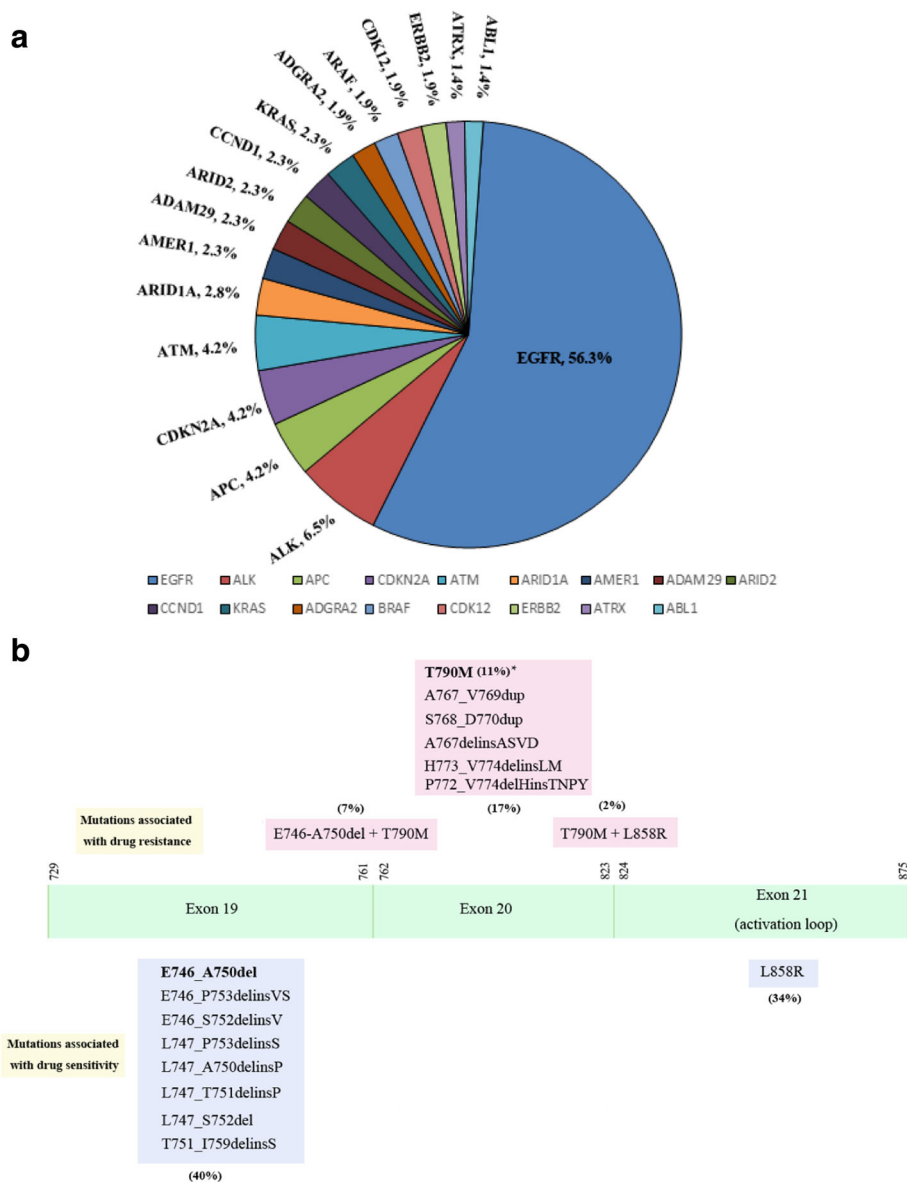 a
ABL1, 1.4%
ATRX, 1.4%
ERBB2, 1.9%
CDK12, 1.9%
ARAF, 1.9%
ADGRA2, 1.9%
KRAS, 2.3%
CCND1, 2.3%
ARID2, 2.3%
ADAM29, 2.3%
AMER1, 2.3%
ARID1A, 2.8%
ATM, 4.2%
CDKN2A, 4.2%
APC, 4.2%
ALK, 6.5%
EGFR, 56.3%
EGFR ALK APC CDKN2A ATM ARID1A AMER1 ADAM29 ARID2
CCND1 KRAS ADGRA2 BRAF CDK12 ERBB2 ATRX ABL1
b
T790M (11%)*
A767_V769dup
S768_D770dup
A767delinsASVD
H773_V774delinsLM
P772_V774delHinsTNPY
(7%) (17%) (2%)
Mutations associated
with drug resistance
E746-A750del + T790M
T790M + L858R
729 761 762 823 824 875
Exon 19
Exon 20
Exon 21
(activation loop)
E746_A750del
E746_P753delinsVS
E746_S752delinsV
L747_P753delinsS
L747_A750delinsP
L747_T751delinsP
L747_S752del
T751_I759delinsS
(40%)
L858R
(34%)
Mutations associated
with drug sensitivity